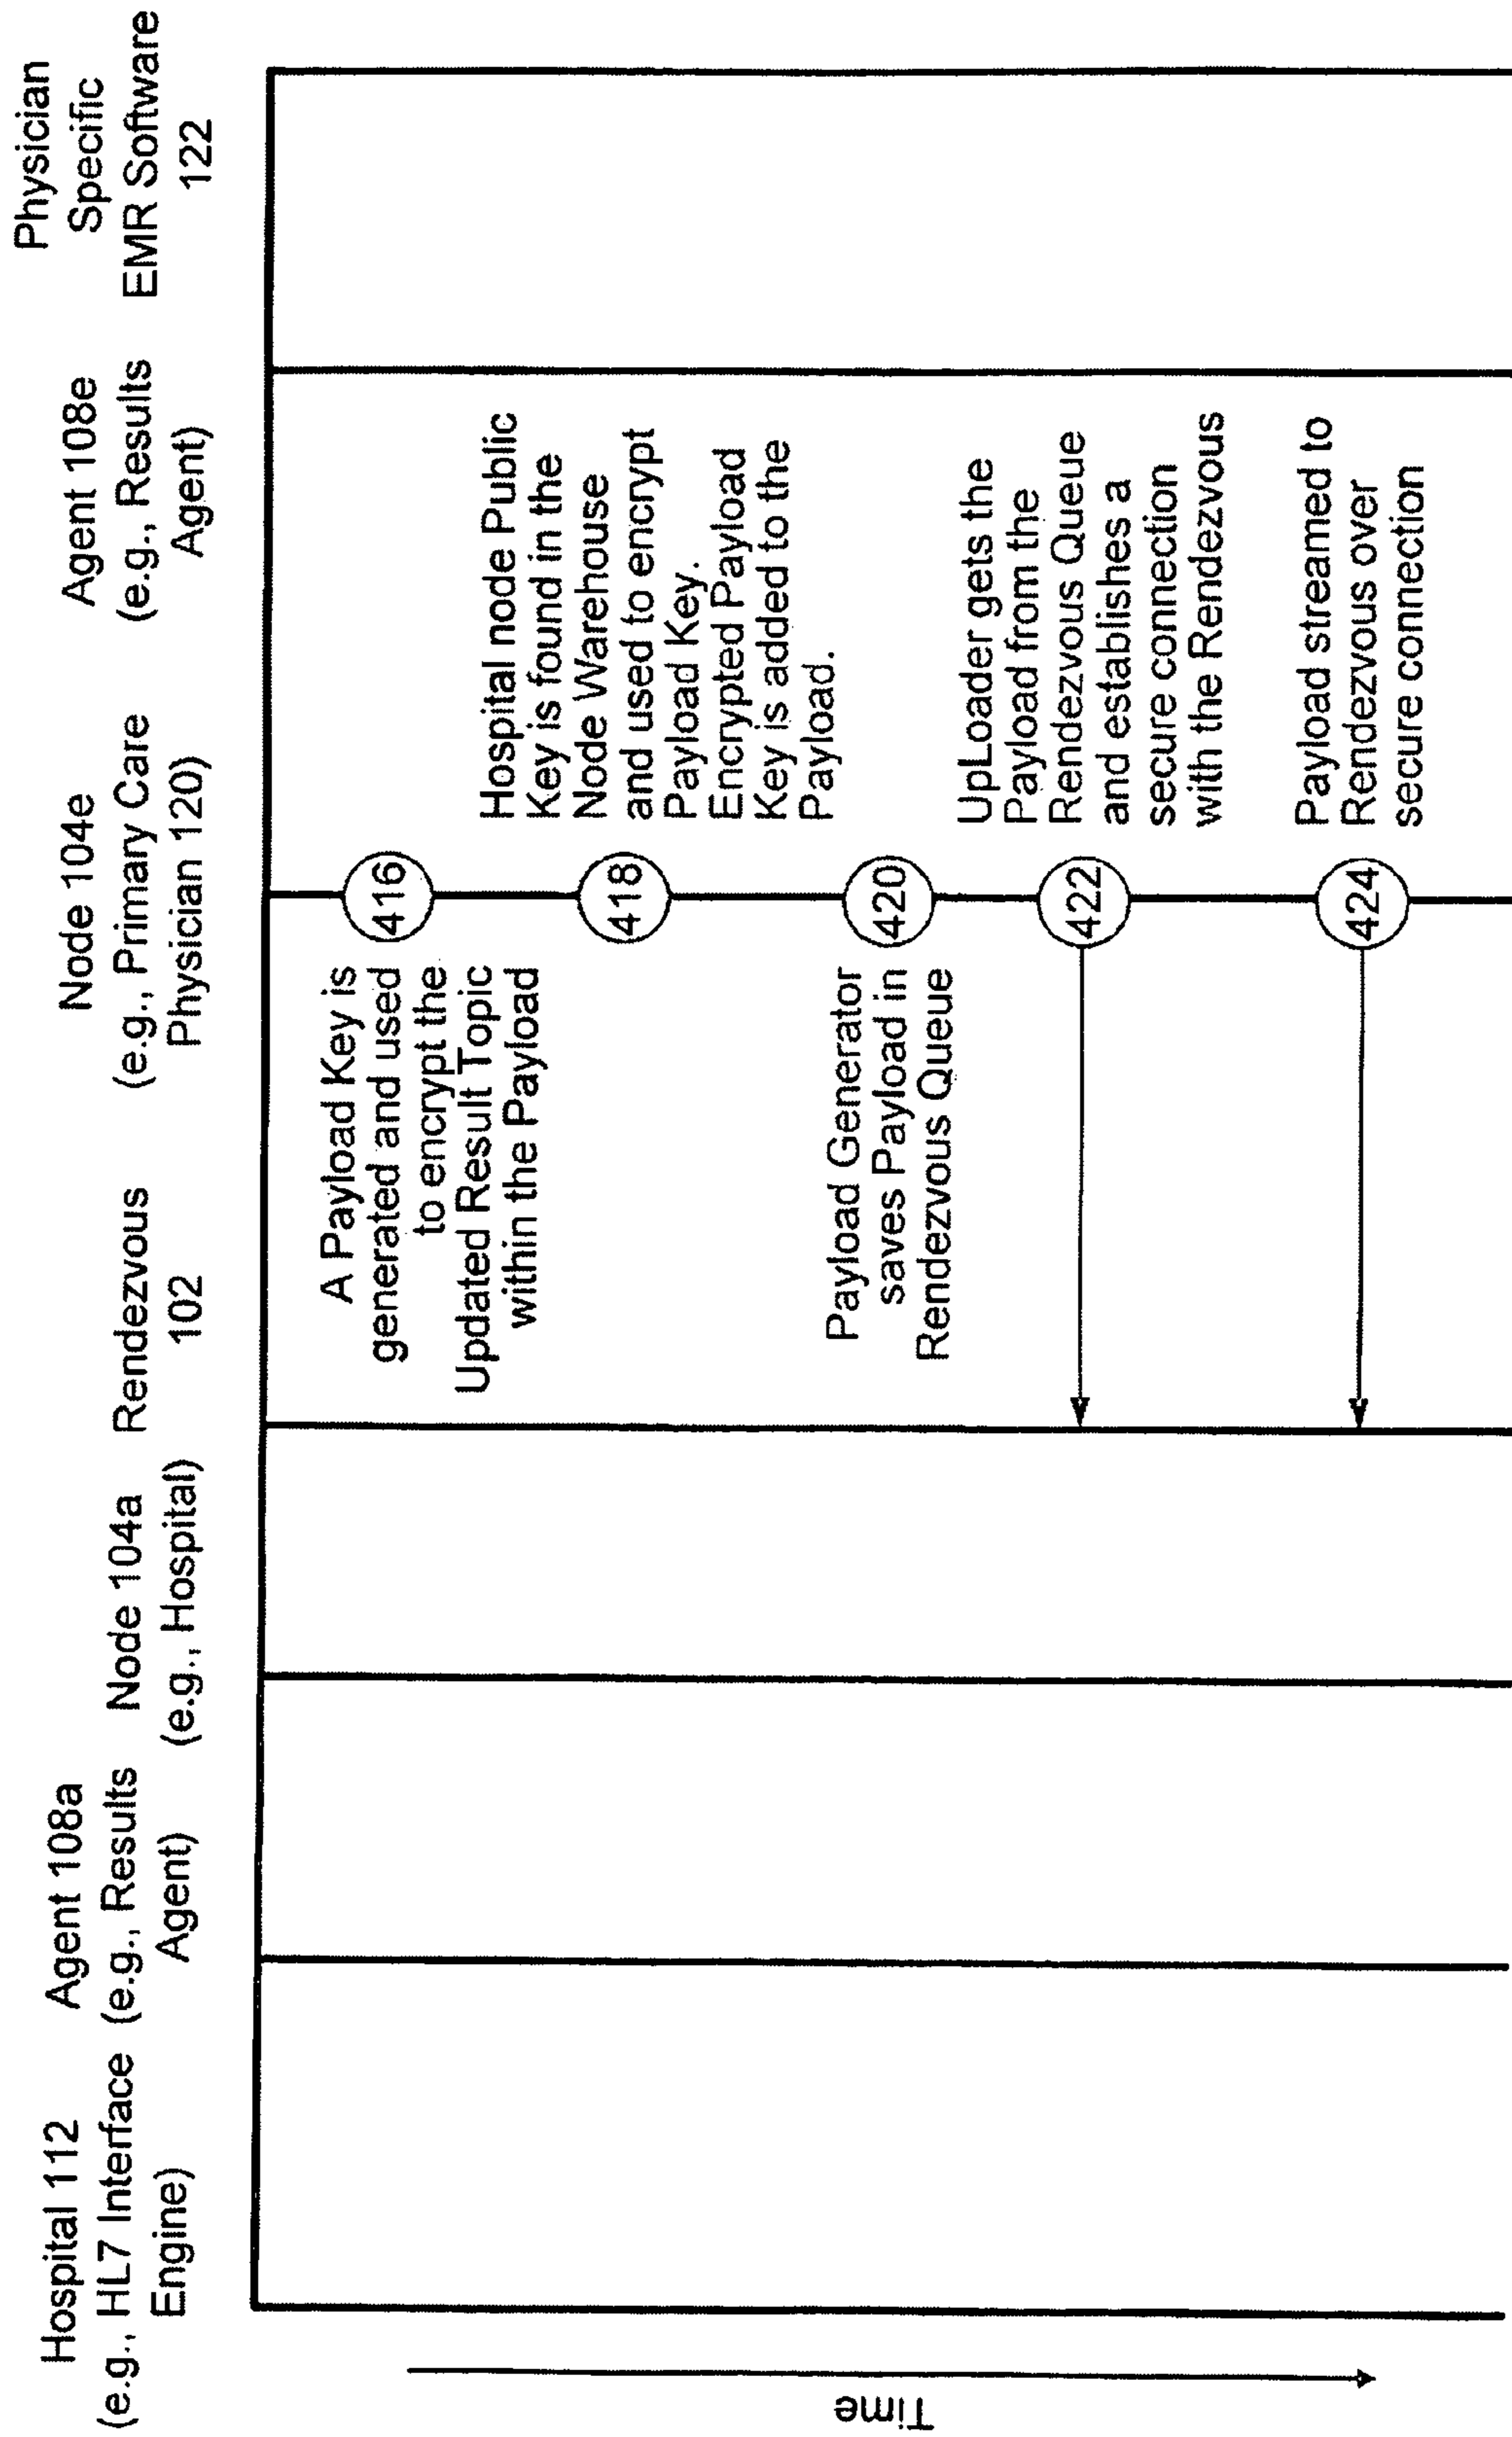 Hospital 112
(e.g., HL7 Interface
Engine)
Agent 108a
(e.g., Results
Agent)
Node 104a
(e.g., Hospital)
Rendezvous
102
Node 104e
(e.g., Primary Care
Physician 120)
Agent 108e
(e.g., Results
Agent)
Physician
Specific
EMR Software
122
Time
A Payload Key is
generated and used
to encrypt the
Updated Result Topic
within the Payload
416
418
Hospital node Public
Key is found in the
Node Warehouse
and used to encrypt
Payload Key.
Encrypted Payload
Key is added to the
Payload.
Payload Generator
saves Payload in
Rendezvous Queue
420
422
UpLoader gets the
Payload from the
Rendezvous Queue
and establishes a
secure connection
with the Rendezvous
424
Payload streamed to
Rendezvous over
secure connection